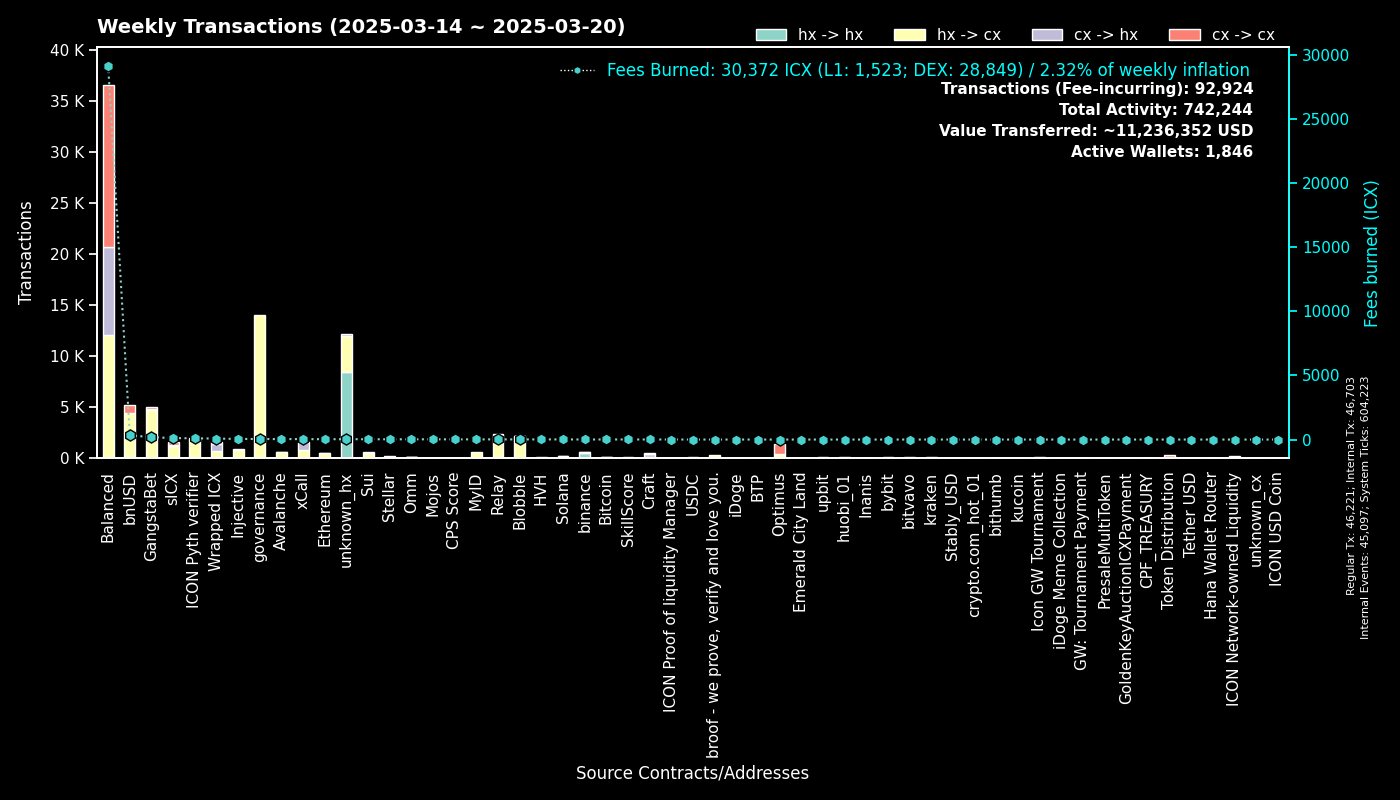 Weekly Transactions (2025-03-14 ~ 2025-03-20)
hx -> hx
hx -> cx
cx -> hx
cx -> cx
Fees Burned: 30,372 ICX (L1: 1,523; DEX: 28,849) / 2.32% of weekly inflation
Transactions (Fee-incurring): 92,924
Total Activity: 742,244
Value Transferred: ~11,236,352 USD
Active Wallets: 1,846
Transactions
40 K
35 K
30 K
25 K
20 K
15 K
10 K
5 K
0 K
30000
25000
20000
15000
10000
5000
0
Fees burned (ICX)
Regular Tx: 46,221; Internal Tx: 46,703
Internal Events: 45,097; System Ticks: 604,223
Balanced
bnUSD
GangstaBet
sICX
ICON Pyth verifier
Wrapped ICX
Injective
governance
Avalanche
xCall
Ethereum
unknown_hx
Sui
Stellar
Omm
Mojos
CPS Score
MyID
Relay
Blobble
HVH
Solana
binance
Bitcoin
SkillScore
Craft
ICON Proof of liquidity Manager
USDC
broof - we prove, verify and love you.
iDoge
BTP
Optimus
Emerald City Land
upbit
huobi_01
Inanis
bybit
bitvavo
kraken
Stably_USD
crypto.com_hot_01
bithumb
kucoin
Icon GW Tournament
iDoge Meme Collection
GW: Tournament Payment
PresaleMultiToken
GoldenKeyAuctionICXPayment
CPF_TREASURY
Token Distribution
Tether USD
Hana Wallet Router
ICON Network-owned Liquidity
unknown_cx
ICON USD Coin
Source Contracts/Addresses